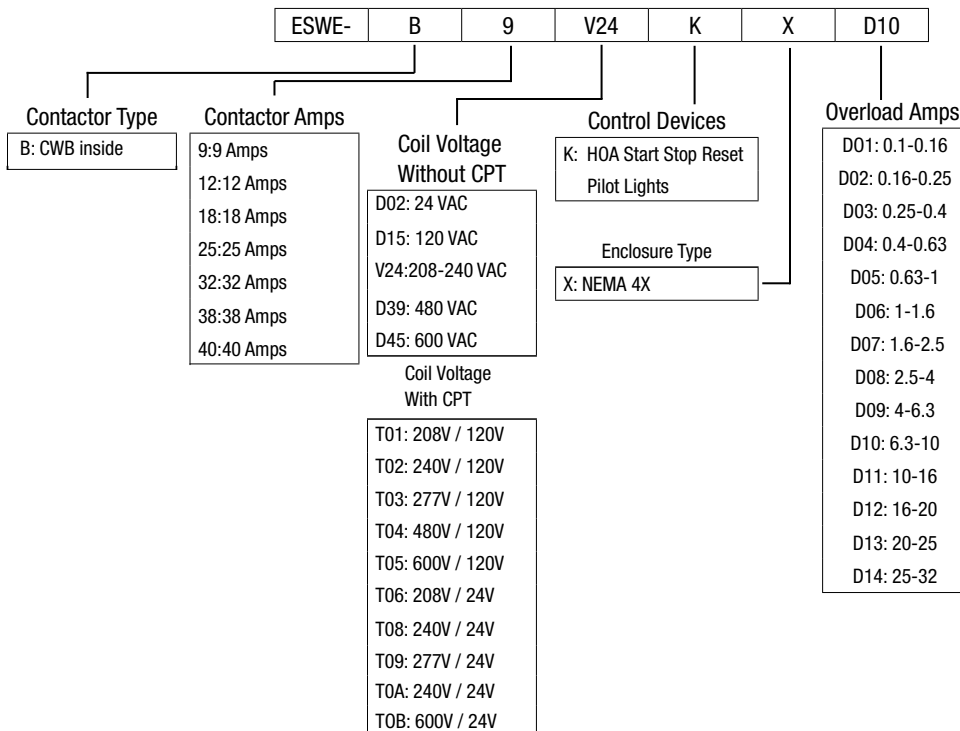 ESWE- B 9 V24 K X D10
Contactor Type
B: CWB inside
Contactor Amps
9:9 Amps
12:12 Amps
18:18 Amps
25:25 Amps
32:32 Amps
38:38 Amps
40:40 Amps
Coil Voltage
Without CPT
D02: 24 VAC
D15: 120 VAC
V24:208-240 VAC
D39: 480 VAC
D45: 600 VAC
Coil Voltage
With CPT
T01: 208V / 120V
T02: 240V / 120V
T03: 277V / 120V
T04: 480V / 120V
T05: 600V / 120V
T06: 208V / 24V
T08: 240V / 24V
T09: 277V / 24V
T0A: 240V / 24V
T0B: 600V / 24V
Control Devices
K: HOA Start Stop Reset
Pilot Lights
Enclosure Type
X: NEMA 4X
Overload Amps
D01: 0.1-0.16
D02: 0.16-0.25
D03: 0.25-0.4
D04: 0.4-0.63
D05: 0.63-1
D06: 1-1.6
D07: 1.6-2.5
D08: 2.5-4
D09: 4-6.3
D10: 6.3-10
D11: 10-16
D12: 16-20
D13: 20-25
D14: 25-32